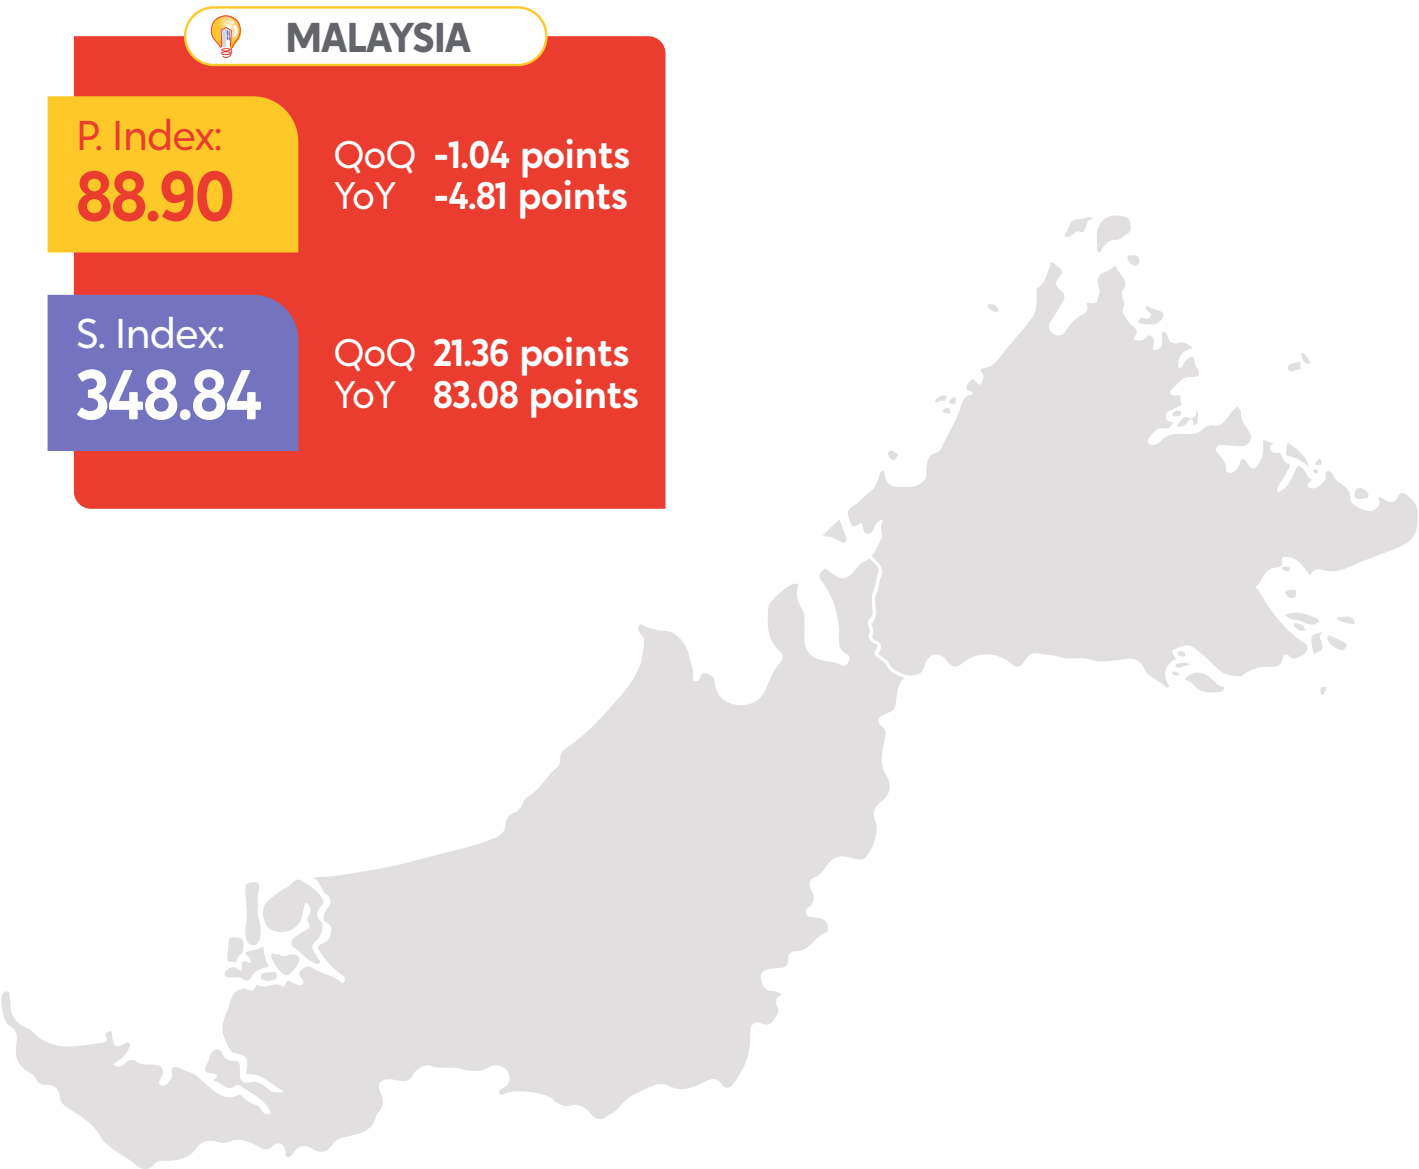 MALAYSIA
P. Index:
88.90
QoQ -1.04 points
YoY -4.81 points
S. Index:
348.84
QoQ 21.36 points
YoY 83.08 points